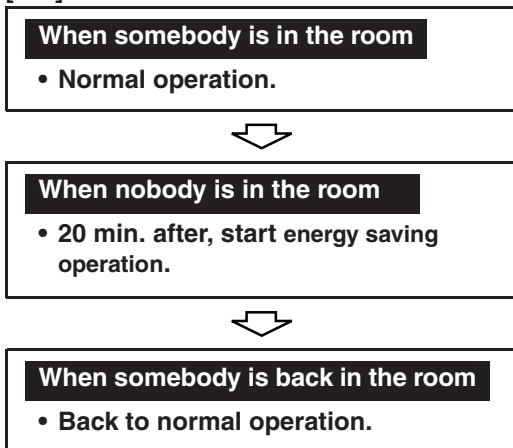 When somebody is in the room
• Normal operation.
When nobody is in the room
• 20 min. after, start energy saving
operation.
When somebody is back in the room
• Back to normal operation.